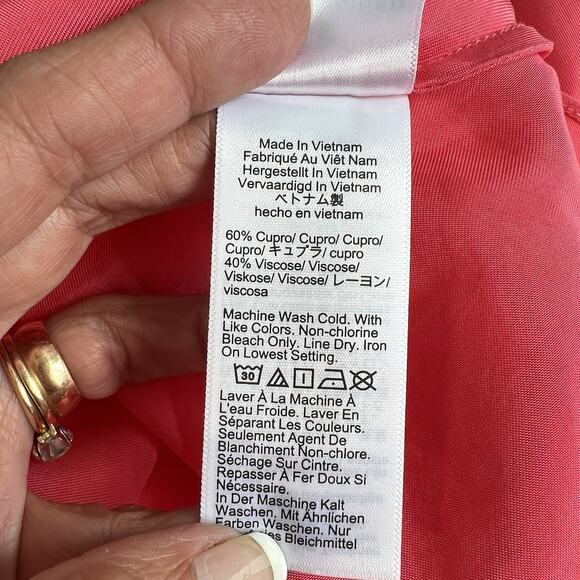 Made In Vietnam
Fabriqué Au Viêt Nam
Hergestellt In Vietnam
Vervaardigd In Vietnam
ベトナム製
hecho en vietnam
60% Cupro/ Cupro/ Cupro/
Cupro/ キュプラ/ cupro
40% Viscose/ Viscose/
Viskose/ Viscose/ レーヨン/
viscosa
Machine Wash Cold. With
Like Colors. Non-chlorine
Bleach Only. Line Dry. Iron
On Lowest Setting.
30
Laver À La Machine À
L'eau Froide. Laver En
Séparant Les Couleur.
Seulement Agent De
Blanchiment Non-chlore.
Séchage Sur Cintre.
Repasser À Fer Doux Si
Nécessaire.
In Der Maschine Kalt
Waschen. Mit Ähnlichen
Farben Waschen. Nur
Bleichmittel